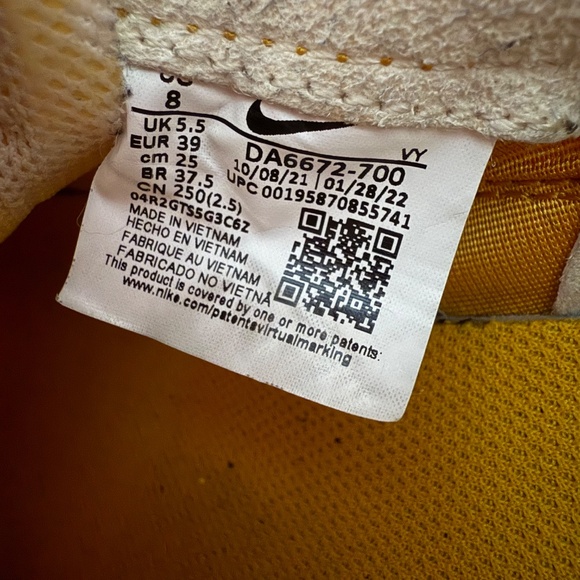 US
8
UK 5.5
EUR 39
cm 25
BR 37.5
CN 250(2.5)
04R2GTS5G3C6Z
VY
DA6672-700
10/08/21 | 01/28/22
UPC 00195870855741
MADE IN VIETNAM
HECHO EN VIETNAM
FABRIQUE AU VIETNAM
FABRICADO NO VIETNÃ
This product is covered by one or more patents:
www.nike.com/patentsvirtualmarking